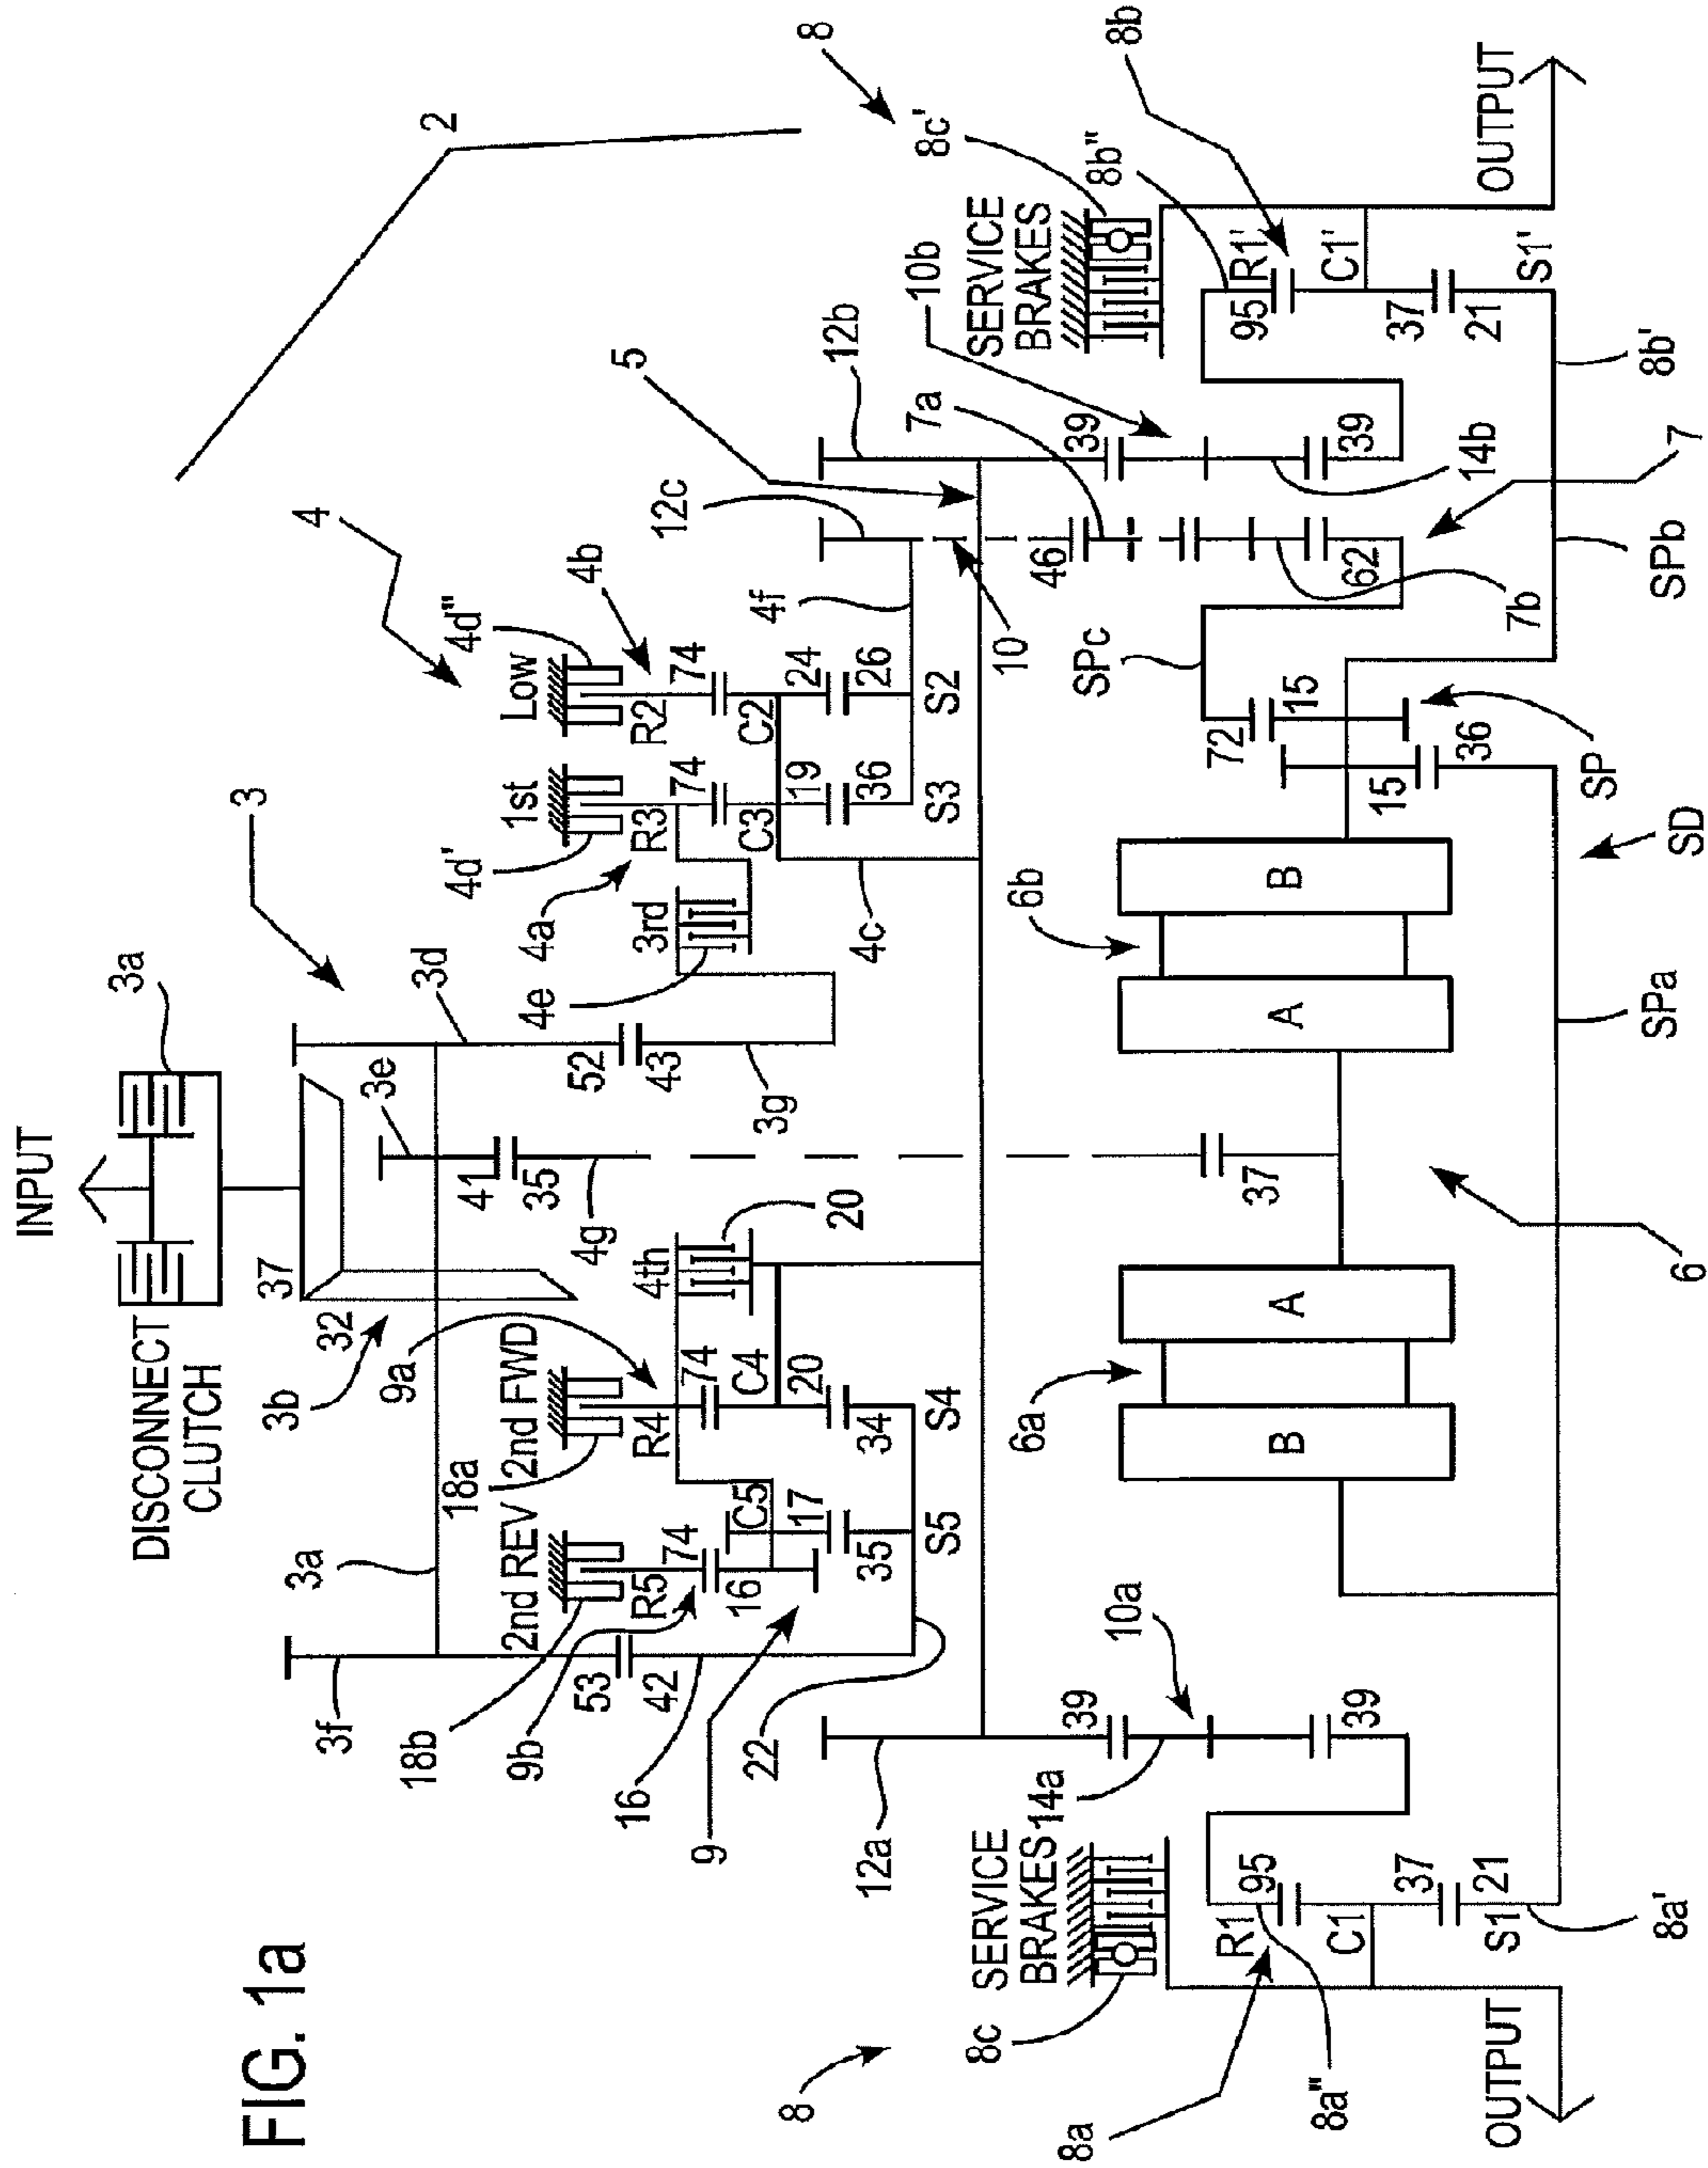 FIG. 1a
INPUT
DISCONNECT
CLUTCH
3a
3
2
37
32
3b
3e
3d
3a
3f
41
35
4g
52
43
3g
9a
2nd REV
2nd FWD
18a
18b
R5
74
R4
74
4th
20
C4
20
C5
17
16
34
35
S5
S4
53
42
9b
16
9
22
1st
Low
4d'
4d"
4
4b
4a
R3
74
R2
74
3rd
4e
C3
19
C2
24
36
26
S3
S2
4f
4c
12c
12b
5
10
12a
39
14a
10a
39
46
7a
39
10b
39
14b
62
7b
7
SERVICE
BRAKES
8c
8
SERVICE
BRAKES
8c'
8
8b"
8b
R1
95
C1
37
S1
21
8a
8a"
8a'
R1'
95
C1'
37
21
S1'
8b'
OUTPUT
OUTPUT
6a
B
A
37
6
A
B
6b
SPc
72
15
15
36
SP
SPa
SD
SPb